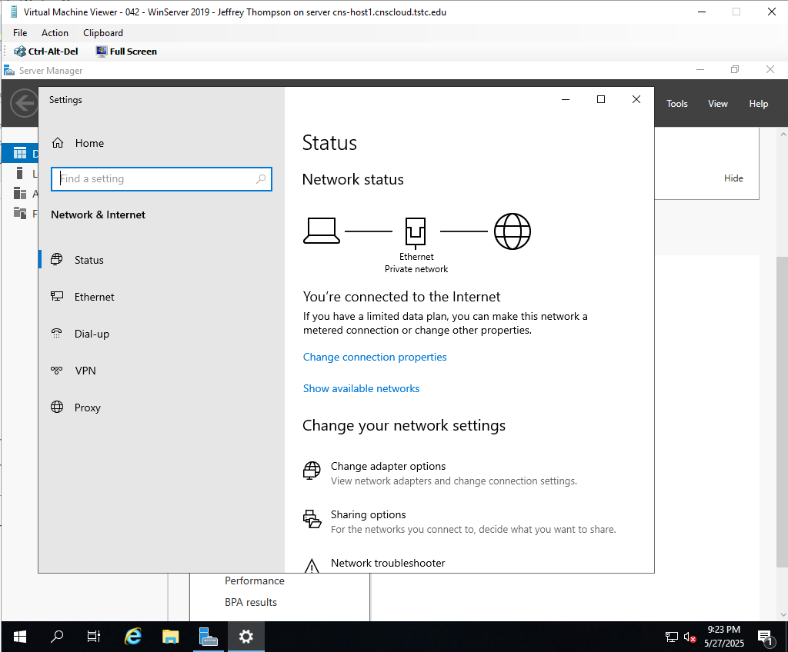 Virtual Machine Viewer - 042 - WinServer 2019 - Jeffrey Thompson on server cns-host1.cnscloud.tstc.edu
File Action Clipboard
Ctrl-Alt-Del Full Screen
Server Manager
Tools View Help
Settings
Home
Find a setting
Network & Internet
Status
Ethernet
Dial-up
VPN
Proxy
Status
Network status
Ethernet
Private network
You're connected to the Internet
If you have a limited data plan, you can make this network a
metered connection or change other properties.
Change connection properties
Show available networks
Change your network settings
Change adapter options
View network adapters and change connection settings.
Sharing options
For the networks you connect to, decide what you want to share.
Network troubleshooter
D
L
A
F
Hide
Performance
BPA results
9:23 PM
5/27/2025
1